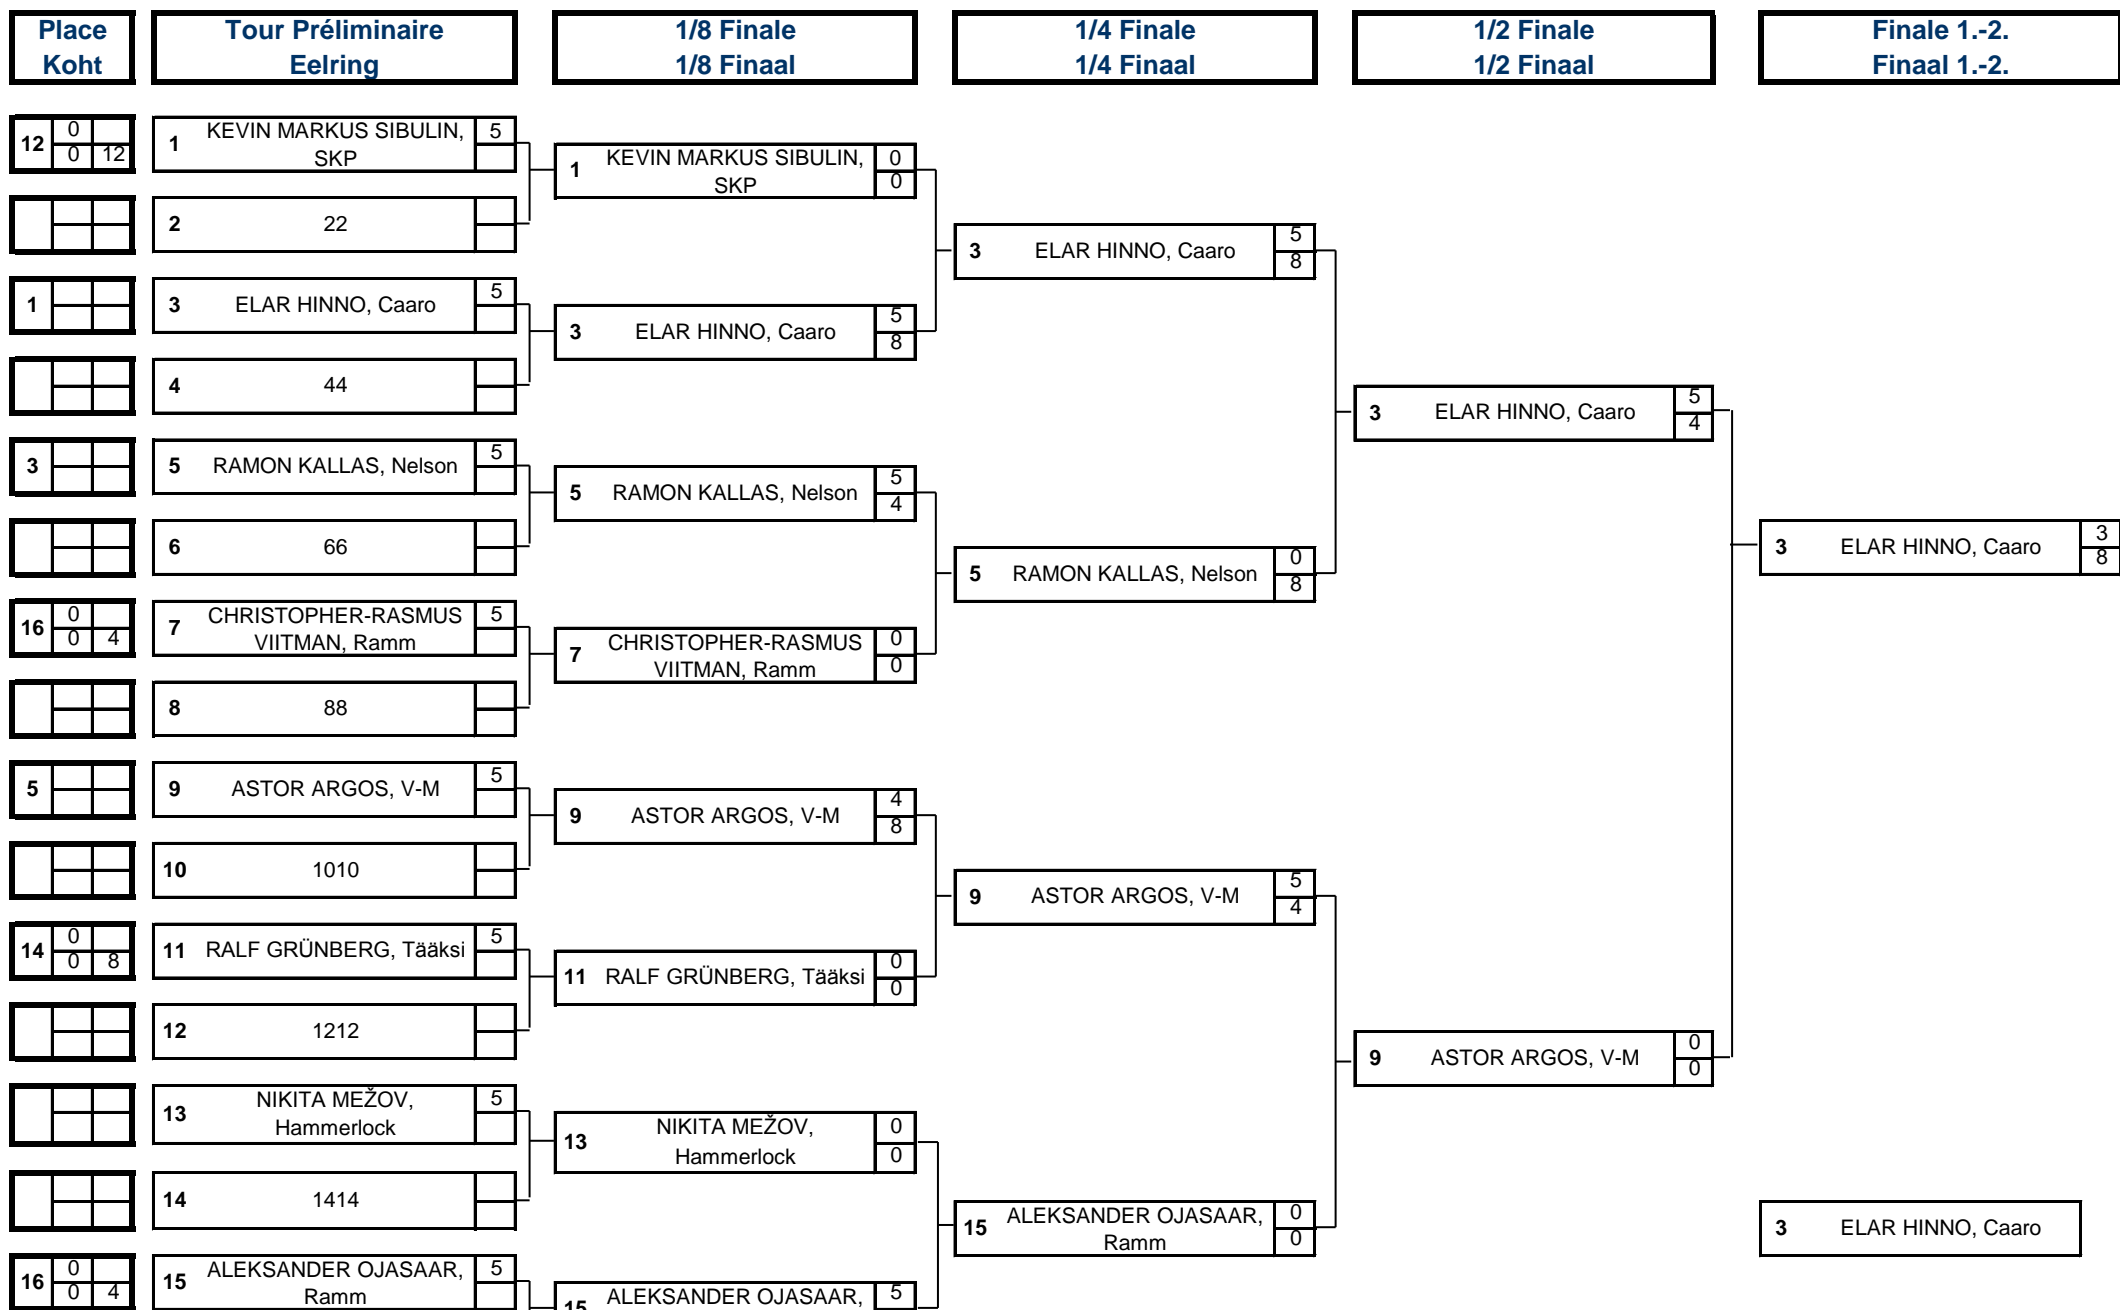 Place
Koht
Tour Préliminaire
Eelring
1/8 Finale
1/8 Finaal
1/4 Finale
1/4 Finaal
1/2 Finale
1/2 Finaal
Finale 1.-2.
Finaal 1.-2.
12 0
0 12
1 KEVIN MARKUS SIBULIN,
SKP 5
2 22
1
3 ELAR HINNO, Caaro 5
4 44
3
5 RAMON KALLAS, Nelson 5
6 66
16 0
0 4
7 CHRISTOPHER-RASMUS
VIITMAN, Ramm 5
8 88
5
9 ASTOR ARGOS, V-M 5
10 1010
14 0
0 8
11 RALF GRÜNBERG, Tääksi 5
12 1212
13 NIKITA MEŽOV,
Hammerlock 5
14 1414
16 0
0 4
15 ALEKSANDER OJASAAR,
Ramm 5
1 KEVIN MARKUS SIBULIN,
SKP 0
0
3 ELAR HINNO, Caaro 5
8
5 RAMON KALLAS, Nelson 5
4
7 CHRISTOPHER-RASMUS
VIITMAN, Ramm 0
0
9 ASTOR ARGOS, V-M 4
8
11 RALF GRÜNBERG, Tääksi 0
0
13 NIKITA MEŽOV,
Hammerlock 0
0
15 ALEKSANDER OJASAAR, 5
3 ELAR HINNO, Caaro 5
8
5 RAMON KALLAS, Nelson 0
8
9 ASTOR ARGOS, V-M 5
4
15 ALEKSANDER OJASAAR,
Ramm 0
0
3 ELAR HINNO, Caaro 5
4
9 ASTOR ARGOS, V-M 0
0
3 ELAR HINNO, Caaro 3
8
3 ELAR HINNO, Caaro